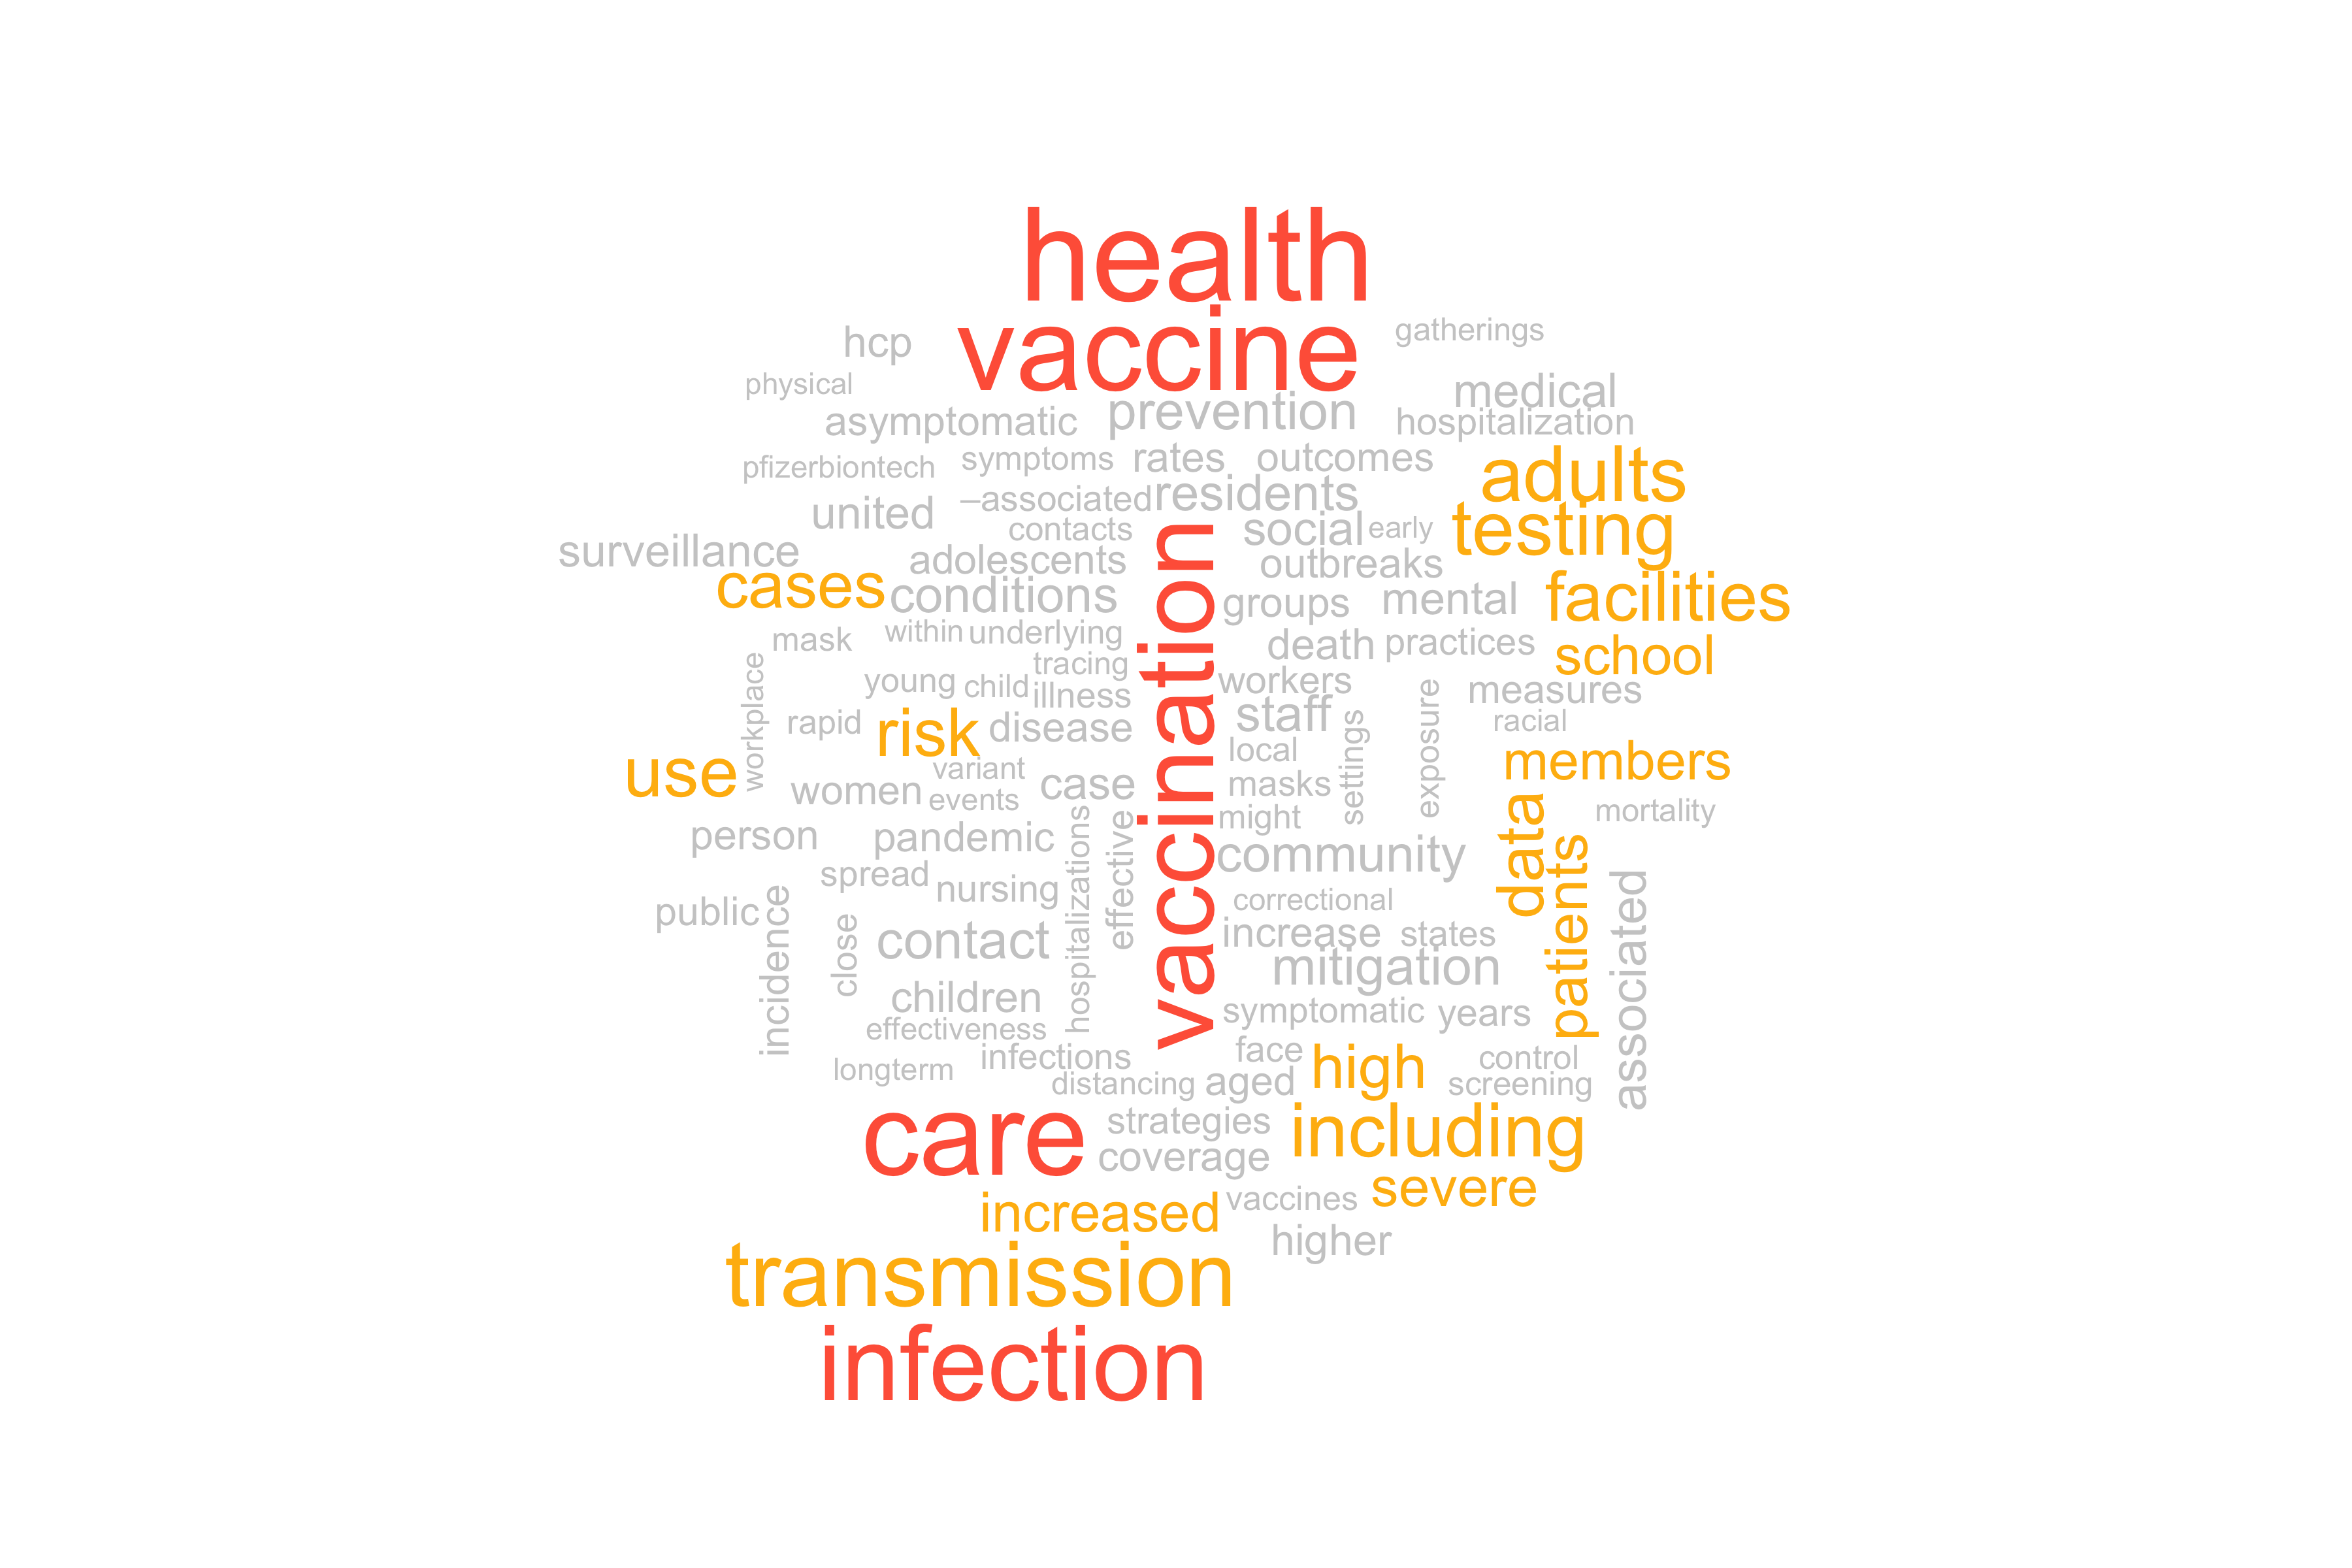 health
vaccine
hcp
gatherings
physical
medical
asymptomatic
prevention
hospitalization
pfizerbiontech
symptoms
rates
outcomes
adults
united
–associated
residents
contacts
social
early
testing
surveillance
adolescents
outbreaks
cases
conditions
vaccination
groups
mental
facilities
mask
within
underlying
death
practices
school
tracing
workplace
young
child
illness
workers
measures
exposure
rapid
risk
disease
staff
settings
racial
use
variant
local
members
women
events
case
masks
might
data
mortality
person
pandemic
hospitalizations
effective
community
patients
associated
spread
nursing
correctional
public
incidence
close
contact
increase
states
mitigation
children
symptomatic
years
effectiveness
longterm
infections
face
high
control
distancing
aged
screening
care
strategies
including
coverage
increased
vaccines
severe
higher
transmission
infection